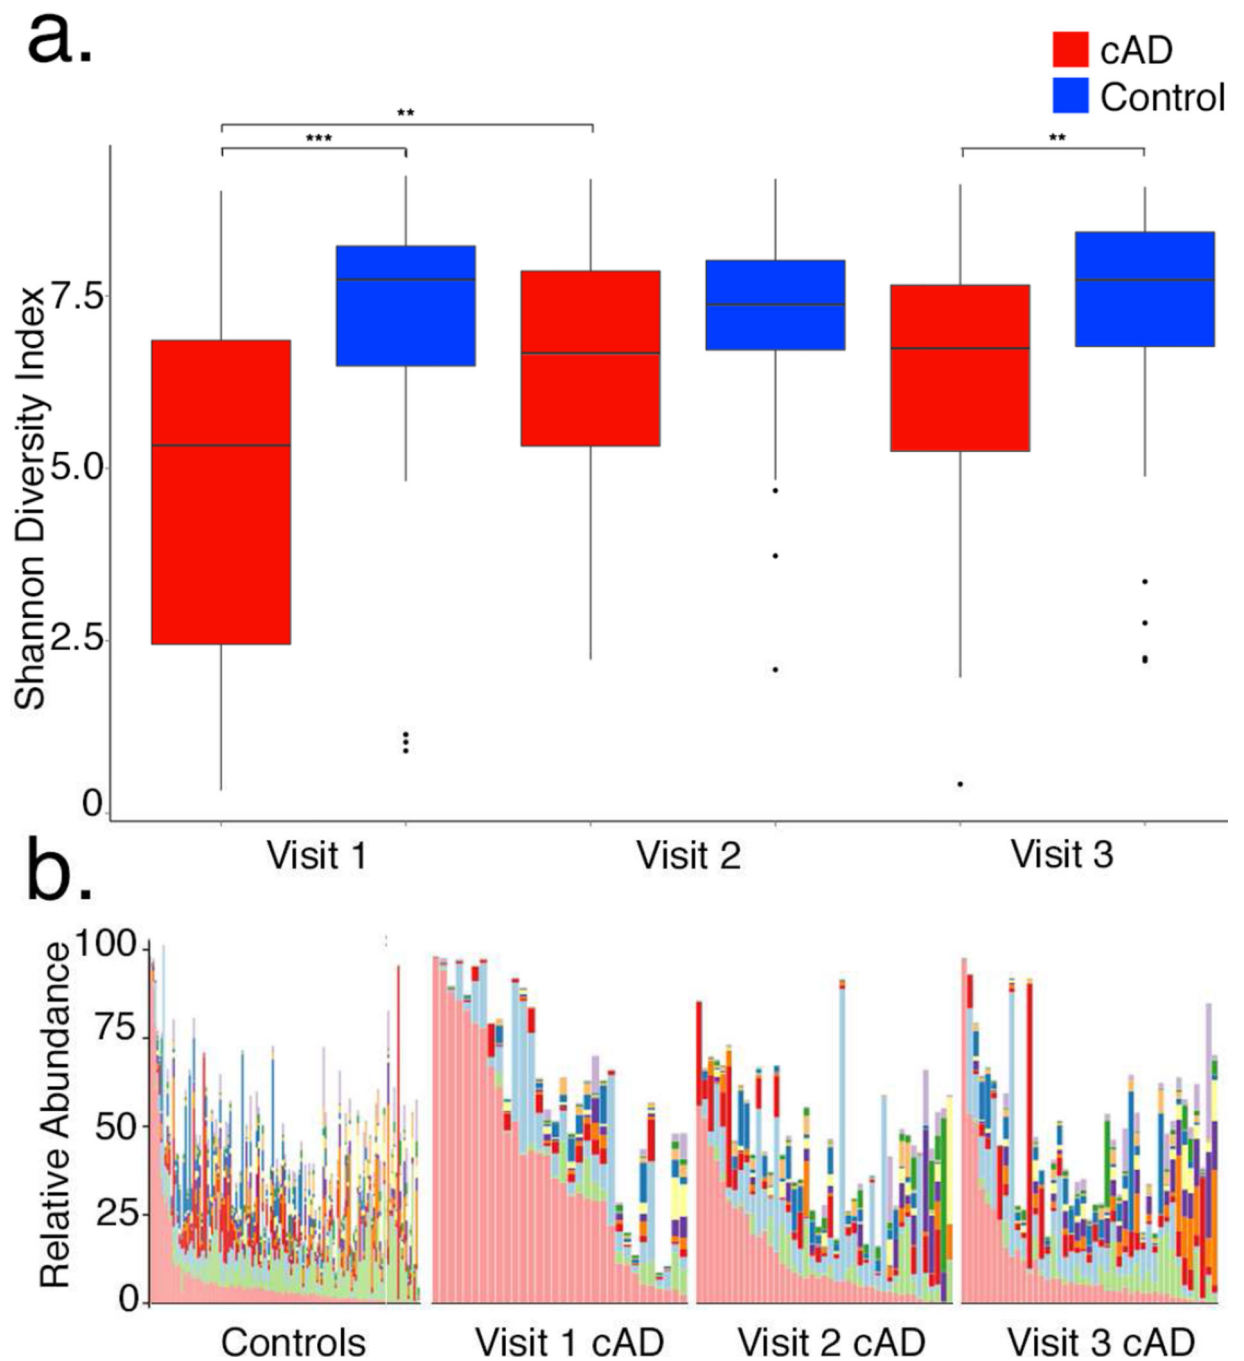 a.
cAD
Control
**
***
**
Shannon Diversity Index
7.5
5.0
2.5
0
Visit 1
Visit 2
Visit 3
b.
Relative Abundance
100
75
50
25
0
Controls
Visit 1 cAD
Visit 2 cAD
Visit 3 cAD